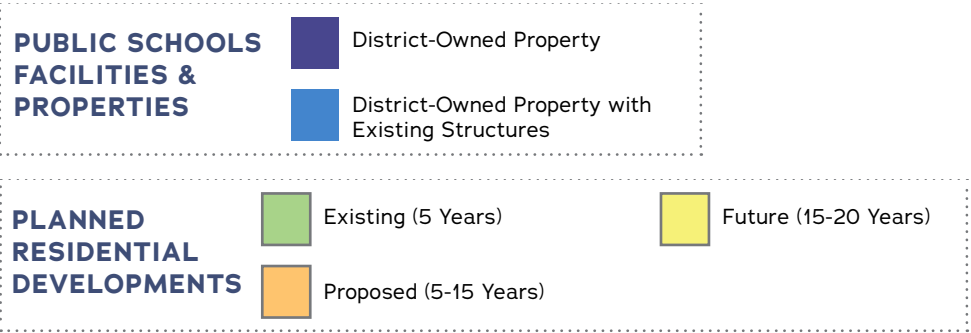 PUBLIC SCHOOLS
FACILITIES &
PROPERTIES
District-Owned Property
District-Owned Property with
Existing Structures
PLANNED
RESIDENTIAL
DEVELOPMENTS
Existing (5 Years)
Proposed (5-15 Years)
Future (15-20 Years)